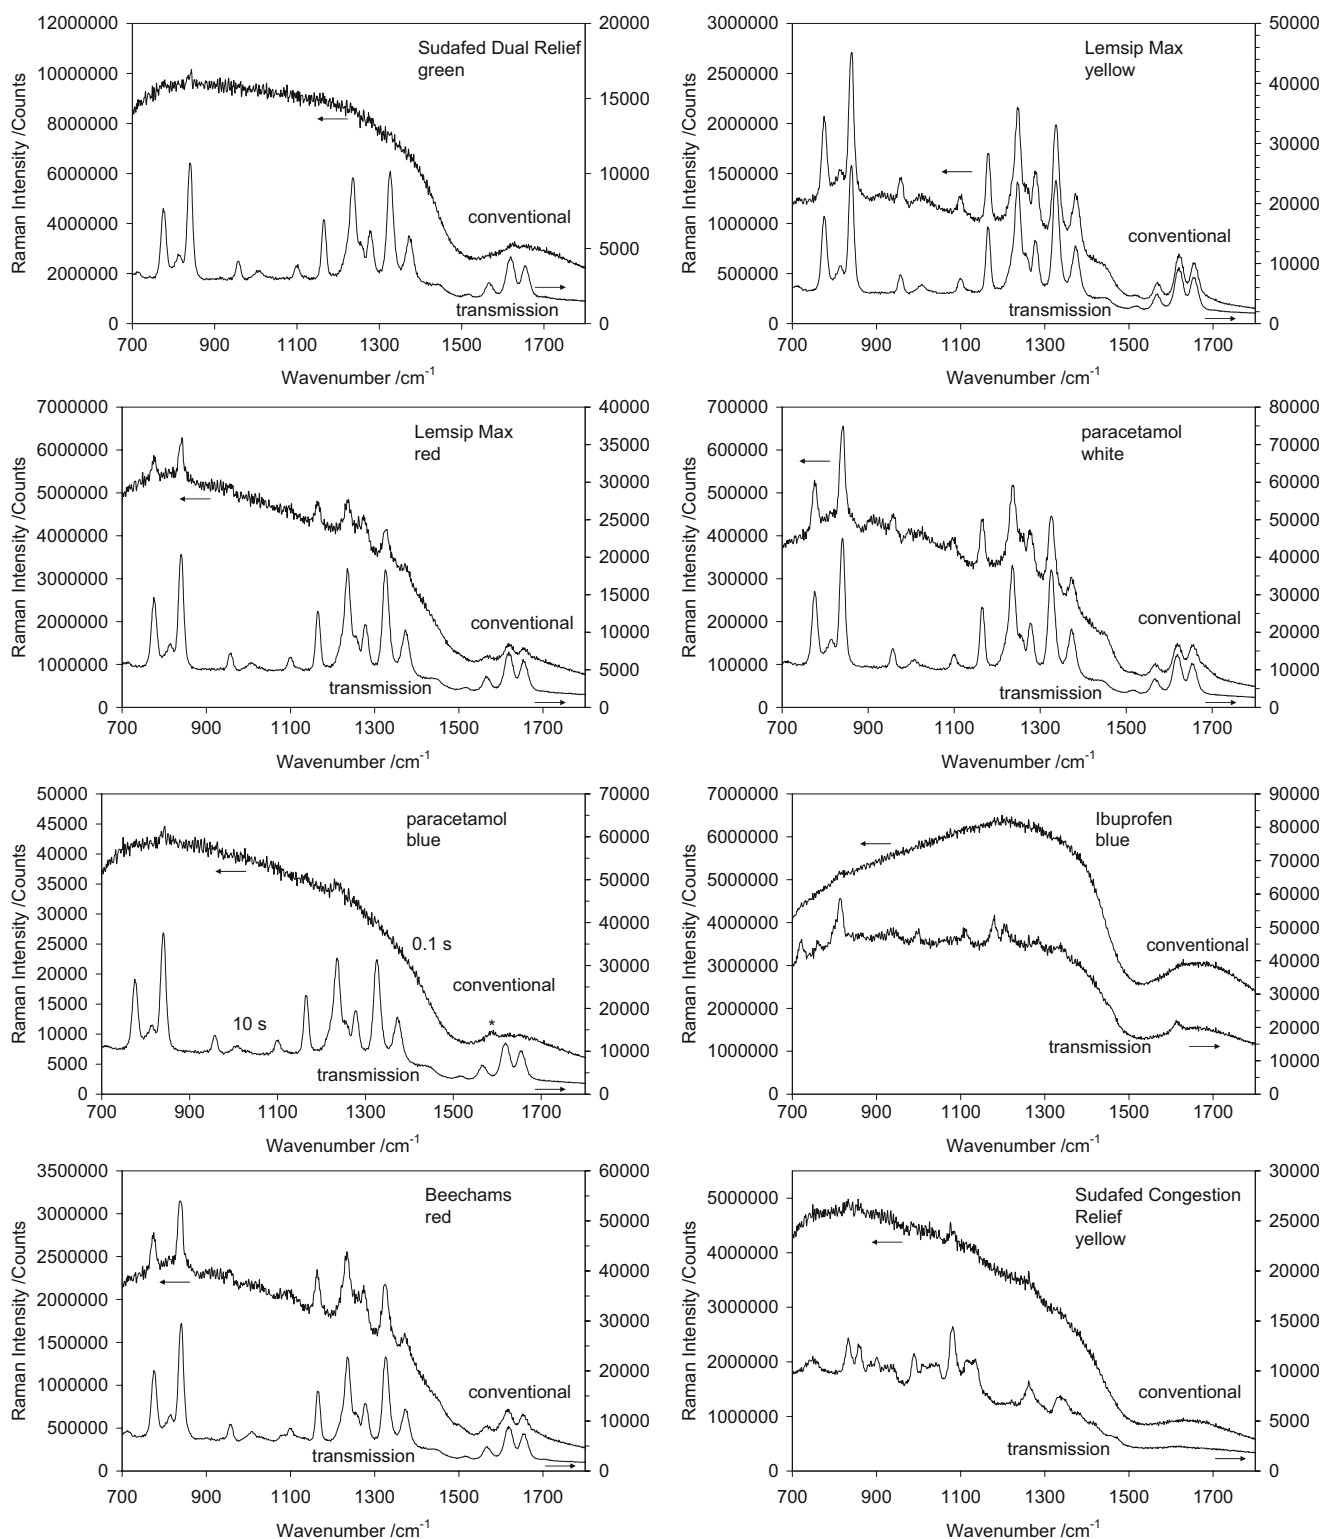 12000000
10000000
8000000
6000000
4000000
2000000
0
Raman Intensity /Counts
20000
15000
10000
5000
0
Sudafed Dual Relief
green
conventional
transmission
700 900 1100 1300 1500 1700
Wavenumber /cm-1
3000000
2500000
2000000
1500000
1000000
500000
0
Raman Intensity /Counts
50000
40000
30000
20000
10000
0
Lemsip Max
yellow
conventional
transmission
700 900 1100 1300 1500 1700
Wavenumber /cm-1
7000000
6000000
5000000
4000000
3000000
2000000
1000000
0
Raman Intensity /Counts
40000
35000
30000
25000
20000
15000
10000
5000
0
Lemsip Max
red
conventional
transmission
700 900 1100 1300 1500 1700
Wavenumber /cm-1
700000
600000
500000
400000
300000
200000
100000
0
Raman Intensity /Counts
80000
70000
60000
50000
40000
30000
20000
10000
0
paracetamol
white
conventional
transmission
700 900 1100 1300 1500 1700
Wavenumber /cm-1
50000
45000
40000
35000
30000
25000
20000
15000
10000
5000
0
Raman Intensity /Counts
70000
60000
50000
40000
30000
20000
10000
0
paracetamol
blue
0.1 s
conventional
*
10 s
transmission
700 900 1100 1300 1500 1700
Wavenumber /cm-1
7000000
6000000
5000000
4000000
3000000
2000000
1000000
0
Raman Intensity /Counts
90000
80000
70000
60000
50000
40000
30000
20000
10000
0
Ibuprofen
blue
conventional
transmission
700 900 1100 1300 1500 1700
Wavenumber /cm-1
3500000
3000000
2500000
2000000
1500000
1000000
500000
0
Raman Intensity /Counts
60000
50000
40000
30000
20000
10000
0
Beechams
red
conventional
transmission
700 900 1100 1300 1500 1700
Wavenumber /cm-1
5000000
4000000
3000000
2000000
1000000
0
Raman Intensity /Counts
30000
25000
20000
15000
10000
5000
0
Sudafed Congestion
Relief
yellow
conventional
transmission
700 900 1100 1300 1500 1700
Wavenumber /cm-1